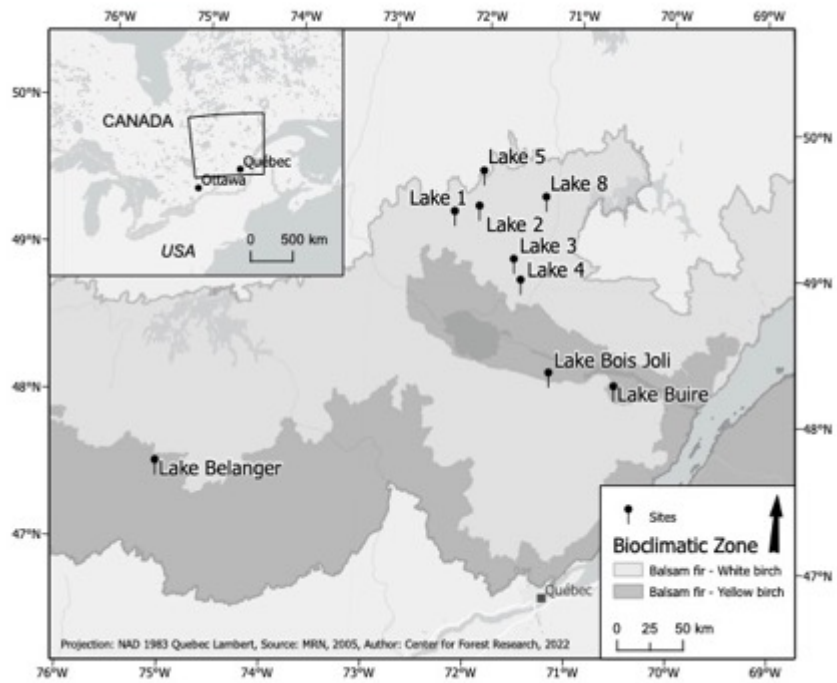 75°W 74°W 73°W 72°W 71°W 70°W 69°W
50°N
CANADA
Québec
Ottawa
USA
0 500 km
50°N
Lake 5
Lake 8
Lake 1
Lake 2
49°N
Lake 3
Lake 4
49°N
Lake Bois Joli
48°N
Lake Buire
48°N
Lake Belanger
47°N
Sites
Bioclimatic Zone
Balsam fir - White birch
Balsam fir - Yellow birch
0 25 50 km
47°N
Québec
Projection: NAD 1983 Quebec Lambert, Source: MRN, 2005, Author: Center for Forest Research, 2022
76°W 75°W 74°W 73°W 72°W 71°W 70°W 69°W